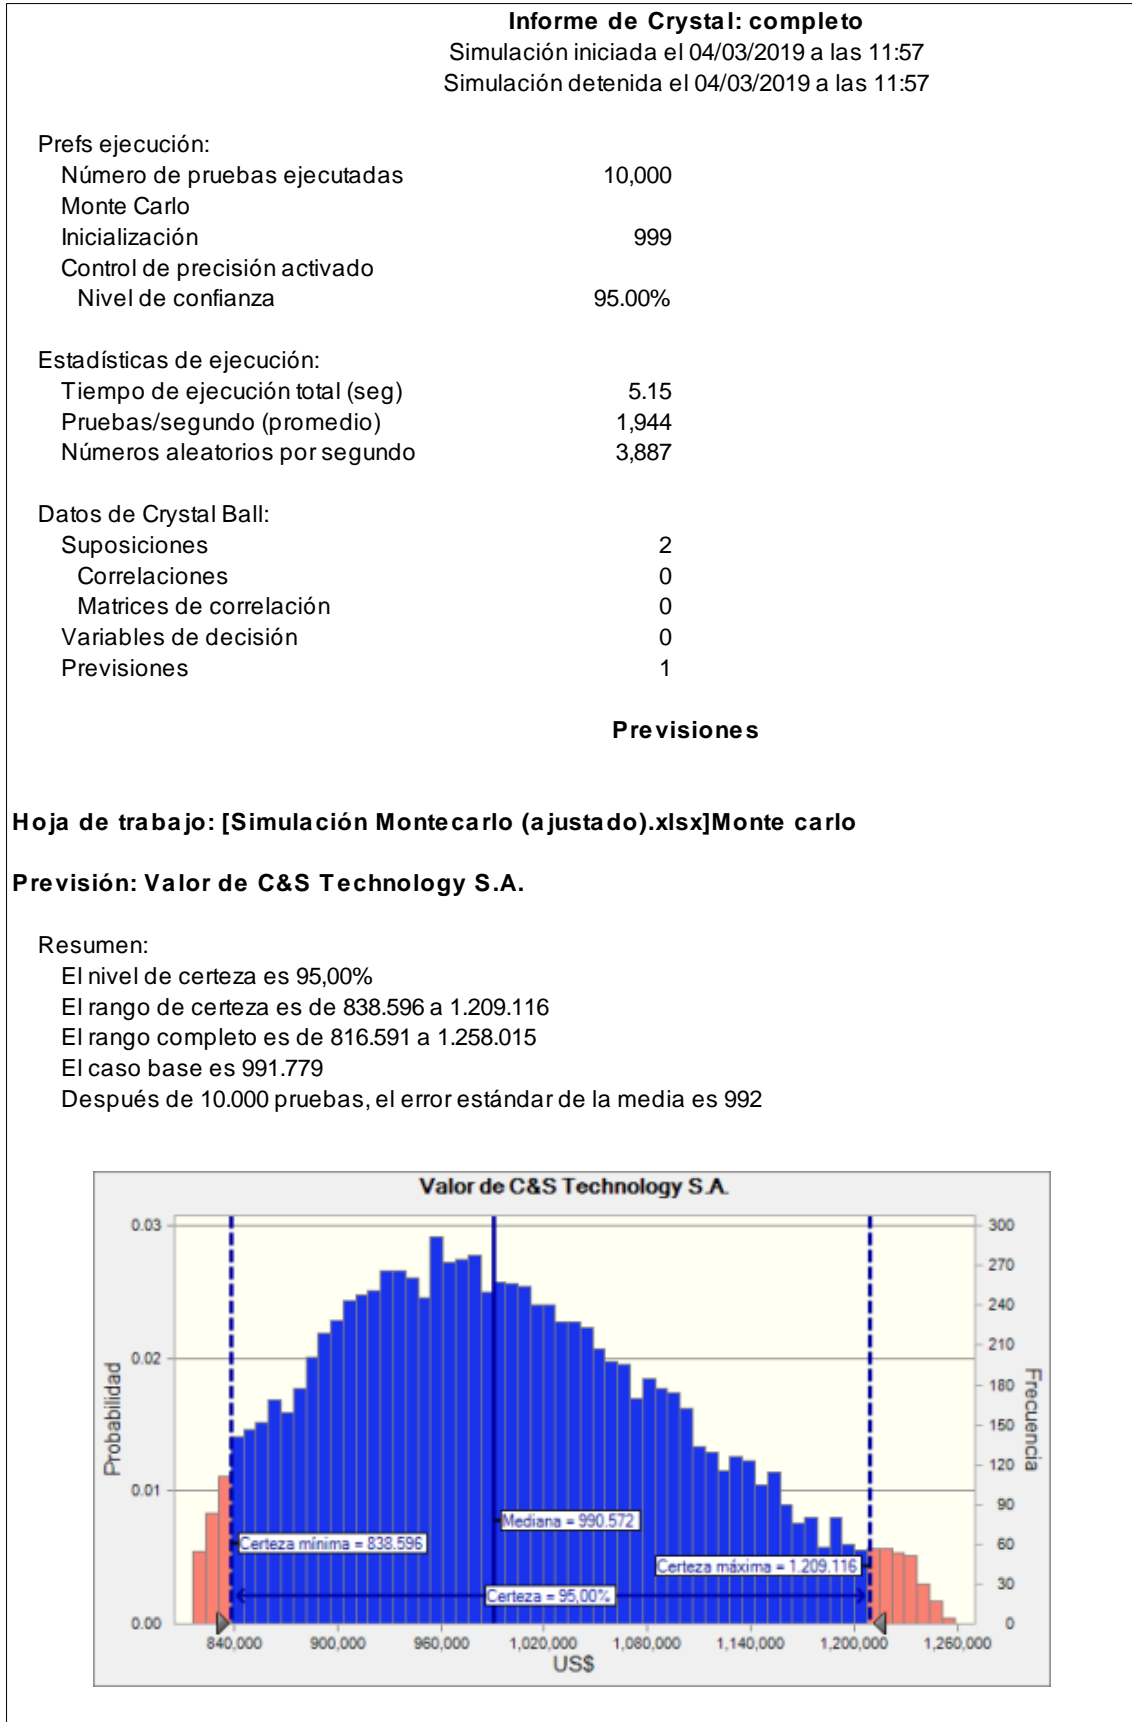 Informe de Crystal: completo
Simulación iniciada el 04/03/2019 a las 11:57
Simulación detenida el 04/03/2019 a las 11:57
Prefs ejecución:
Número de pruebas ejecutadas 10,000
Monte Carlo
Inicialización 999
Control de precisión activado
Nivel de confianza 95.00%
Estadísticas de ejecución:
Tiempo de ejecución total (seg) 5.15
Pruebas/segundo (promedio) 1,944
Números aleatorios por segundo 3,887
Datos de Crystal Ball:
Suposiciones 2
Correlaciones 0
Matrices de correlación 0
Variables de decisión 0
Previsiones 1
Previsiones
Hoja de trabajo: [Simulación Montecarlo (ajustado).xlsx]Monte carlo
Previsión: Valor de C&S Technology S.A.
Resumen:
El nivel de certeza es 95,00%
El rango de certeza es de 838.596 a 1.209.116
El rango completo es de 816.591 a 1.258.015
El caso base es 991.779
Después de 10.000 pruebas, el error estándar de la media es 992
Valor de C&S Technology S.A.
0.03 300
270
240
210
0.02
180
150
120
0.01
90
60
30
0.00 0
Probabilidad
Frecuencia
Mediana = 990.572
Certeza mínima = 838.596
Certeza máxima = 1.209.116
Certeza = 95,00%
840,000 900,000 960,000 1,020,000 1,080,000 1,140,000 1,200,000 1,260,000
US$